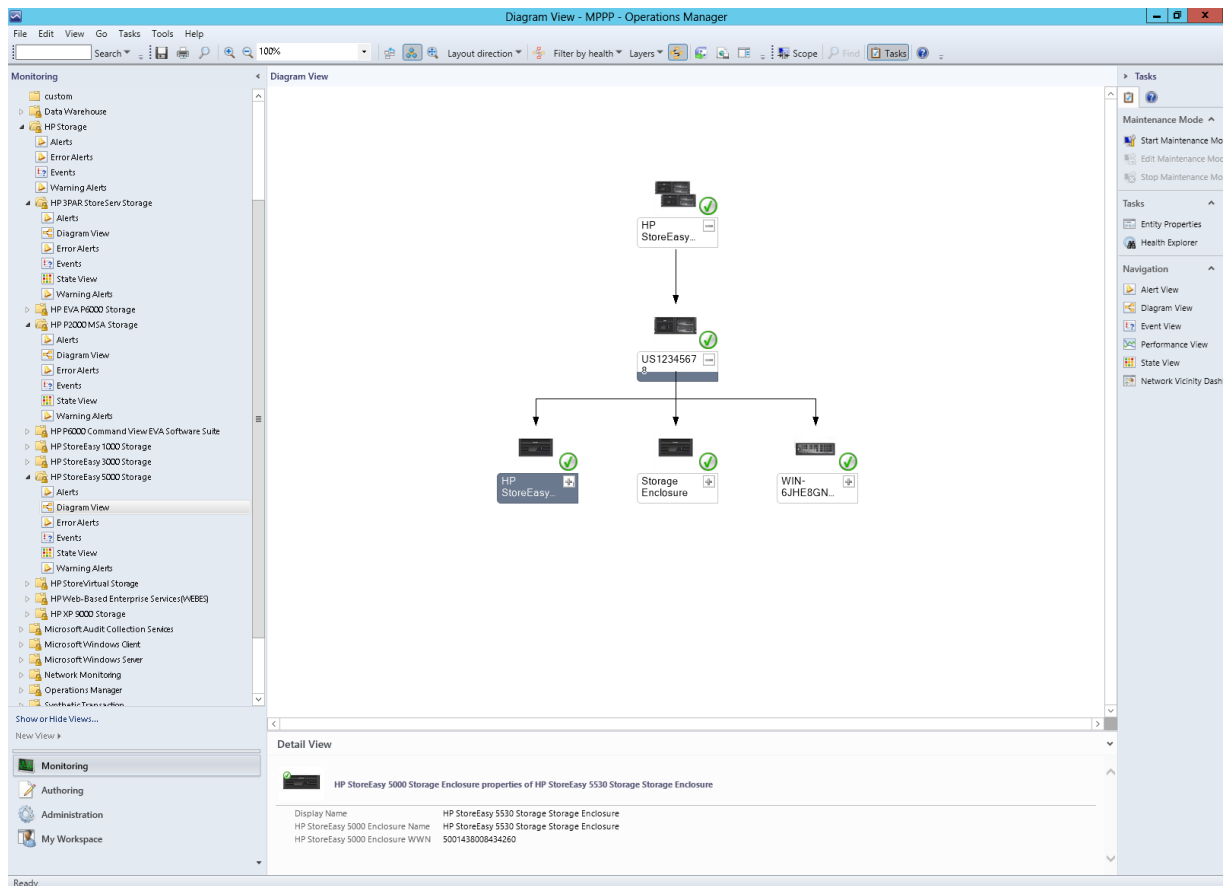 Diagram View - MPPP - Operations Manager
File Edit View Go Tasks Tools Help
Search 100% Layout direction Filter by health Layers Scope Find Tasks
Monitoring
custom
Data Warehouse
HP Storage
Alerts
Error Alerts
Events
Warning Alerts
HP 3PAR StoreServ Storage
Alerts
Diagram View
Error Alerts
Events
State View
Warning Alerts
HP EVA P6000 Storage
HP P2000 MSA Storage
Alerts
Diagram View
Error Alerts
Events
State View
Warning Alerts
HP P6000 Command View EVA Software Suite
HP StoreEasy 1000 Storage
HP StoreEasy 3000 Storage
HP StoreEasy 5000 Storage
Alerts
Diagram View
Error Alerts
Events
State View
Warning Alerts
HP StoreVirtual Storage
HP Web-Based Enterprise Services(WEBES)
HP XP 9000 Storage
Microsoft Audit Collection Services
Microsoft Windows Client
Microsoft Windows Server
Network Monitoring
Operations Manager
Synthetic Transaction
Show or Hide Views...
New View
Monitoring
Authoring
Administration
My Workspace
Ready
Diagram View
HP
StoreEasy...
US1234567
8
HP
StoreEasy...
Storage
Enclosure
WIN-
6JHE8GN...
Detail View
HP StoreEasy 5000 Storage Enclosure properties of HP StoreEasy 5530 Storage Storage Enclosure
Display Name HP StoreEasy 5530 Storage Storage Enclosure
HP StoreEasy 5000 Enclosure Name HP StoreEasy 5530 Storage Storage Enclosure
HP StoreEasy 5000 Enclosure WWN 5001438008434260
Tasks
Maintenance Mode
Start Maintenance Mo
Edit Maintenance Moc
Stop Maintenance Mo
Tasks
Entity Properties
Health Explorer
Navigation
Alert View
Diagram View
Event View
Performance View
State View
Network Vicinity Dash